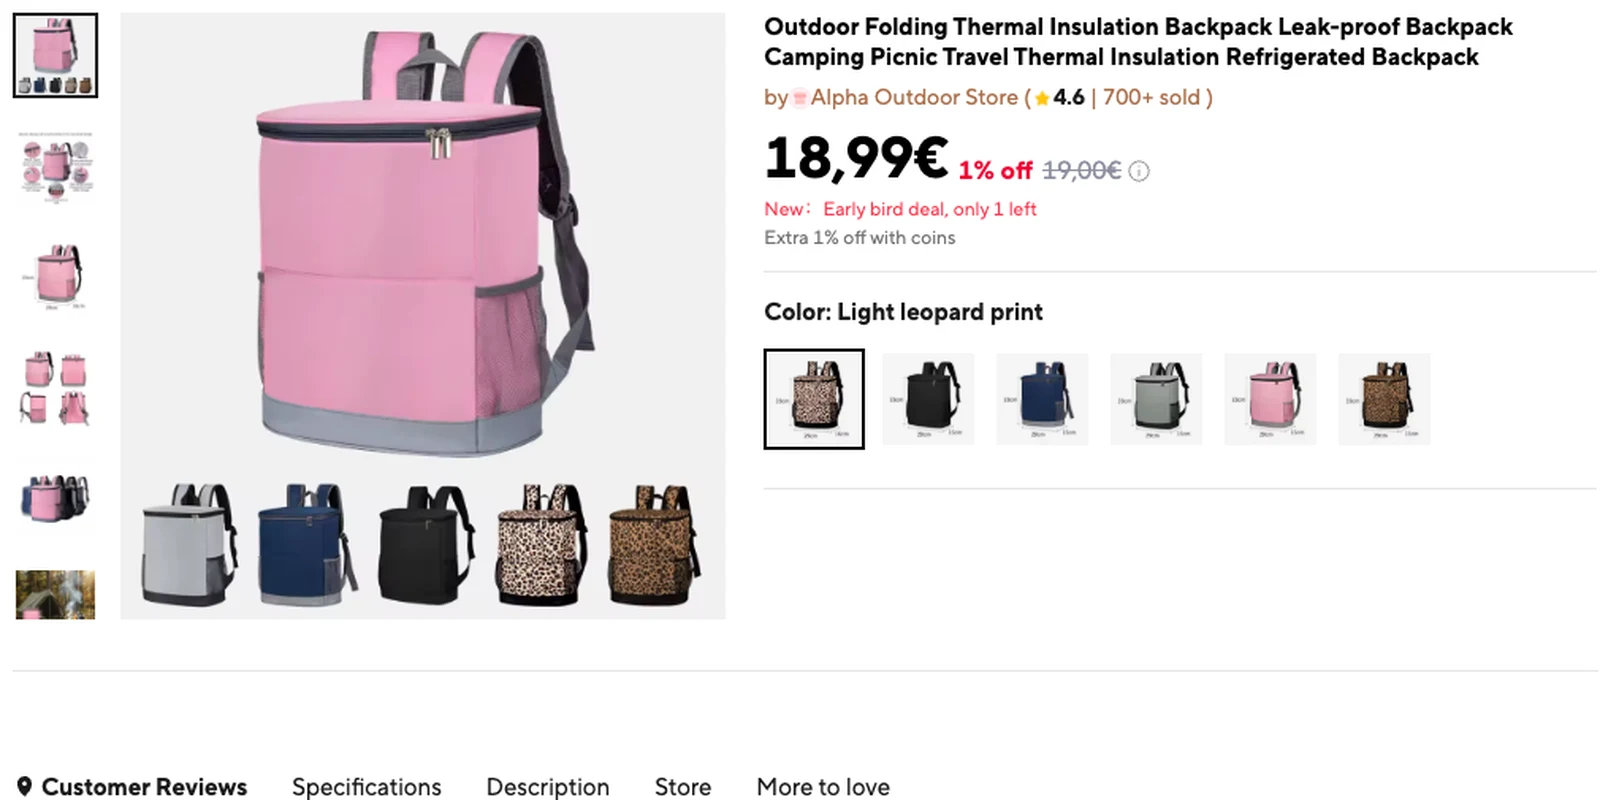 Outdoor Folding Thermal Insulation Backpack Leak-proof Backpack
Camping Picnic Travel Thermal Insulation Refrigerated Backpack
by Alpha Outdoor Store ( 4.6 | 700+ sold )
18,99€ 1% off 19,00€
New: Early bird deal, only 1 left
Extra 1% off with coins
Color: Light leopard print
Customer Reviews
Specifications
Description
Store
More to love